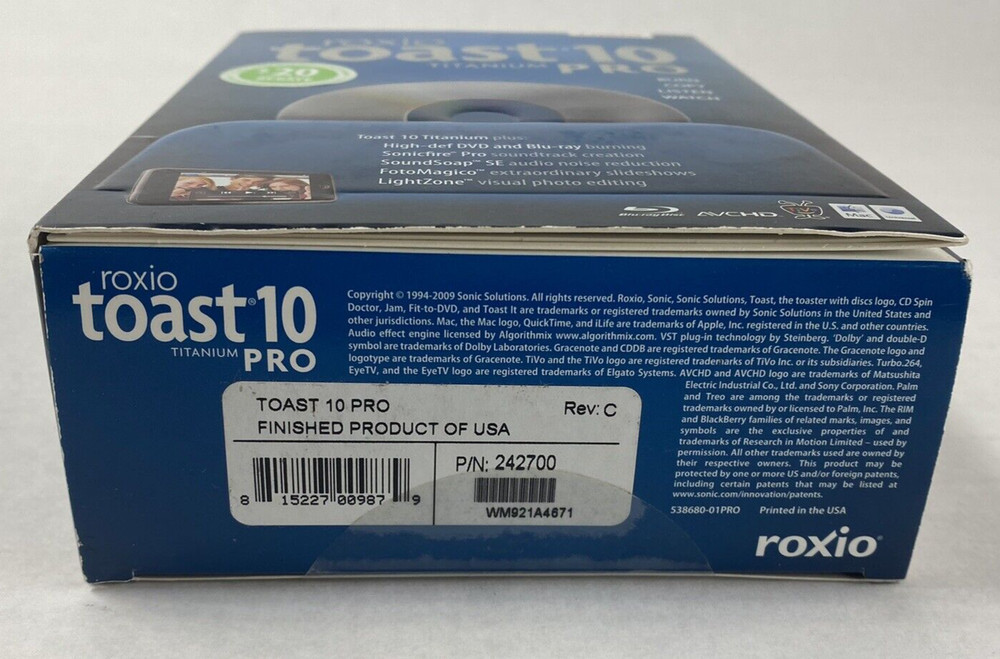 roxio
toast 10
TITANIUM PRO
$20
BURN
COPY
LISTEN
WATCH
Toast 10 Titanium plus:
High-def DVD and Blu-ray burning
Sonicfire™ Pro soundtrack creation
SoundSoap™ SE audio noise reduction
FotoMagico™ extraordinary slideshows
LightZone™ visual photo editing
Blu-ray Disc AVCHD Mac
roxio
toast® 10
TITANIUM PRO
Copyright © 1994-2009 Sonic Solutions. All rights reserved. Roxio, Sonic, Sonic Solutions, Toast, the toaster with discs logo, CD Spin
Doctor, Jam, Fit-to-DVD, and Toast It are trademarks or registered trademarks owned by Sonic Solutions in the United States and
other jurisdictions. Mac, the Mac logo, QuickTime, and iLife are trademarks of Apple, Inc. registered in the U.S. and other countries.
Audio effect engine licensed by Algorithmix www.algorithmix.com. VST plug-in technology by Steinberg. 'Dolby' and double-D
symbol are trademarks of Dolby Laboratories. Gracenote and CDDB are registered trademarks of Gracenote. The Gracenote logo and
logotype are trademarks of Gracenote. TiVo and the TiVo logo are registered trademarks of TiVo Inc. or its subsidiaries. Turbo.264,
EyeTV, and the EyeTV logo are registered trademarks of Elgato Systems. AVCHD and AVCHD logo are trademarks of Matsushita
Electric Industrial Co., Ltd. and Sony Corporation. Palm
and Treo are among the trademarks or registered
trademarks owned by or licensed to Palm, Inc. The RIM
and BlackBerry families of related marks, images, and
symbols are the exclusive properties of and
trademarks of Research in Motion Limited – used by
permission. All other trademarks used are owned by
their respective owners. This product may be
protected by one or more US and/or foreign patents,
including certain patents that may be listed at
www.sonic.com/innovation/patents.
538680-01PRO Printed in the USA
TOAST 10 PRO Rev: C
FINISHED PRODUCT OF USA
8 15227 00987 9
P/N: 242700
WM921A4671
roxio®